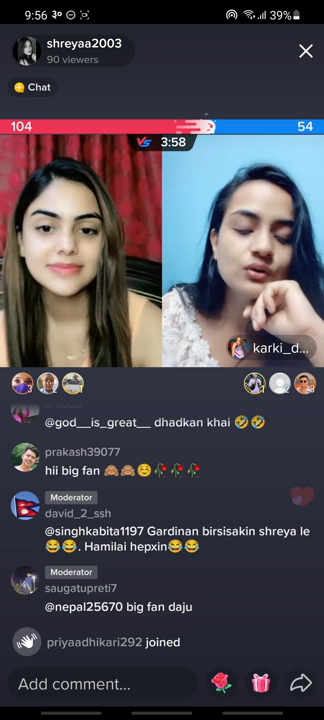 9:56
39%
shreyaa2003
90 viewers
Chat
104
54
VS 3:58
karki_d...
@god__is_great__ dhadkan khai 🤣🤣
prakash39077
hii big fan 🙈🙈☺️🥀🥀🥀
Moderator
david_2_ssh
@singhkabita1197 Gardinan birsisakin shreya le
😂😂. Hamilai hepxin😂😂
Moderator
saugatupreti7
@nepal25670 big fan daju
priyaadhikari292 joined
Add comment...